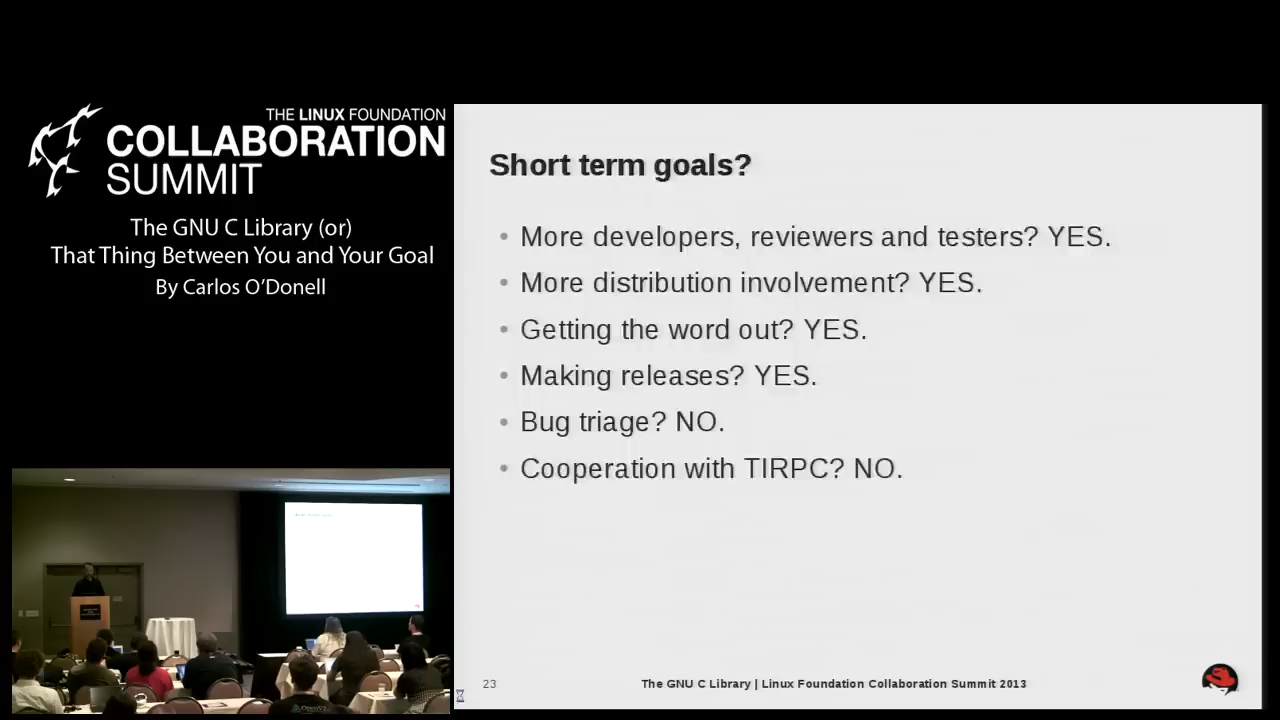 THE LINUX FOUNDATION
COLLABORATION
SUMMIT
The GNU C Library (or)
That Thing Between You and Your Goal
By Carlos O’Donell
Short term goals?
• More developers, reviewers and testers? YES.
• More distribution involvement? YES.
• Getting the word out? YES.
• Making releases? YES.
• Bug triage? NO.
• Cooperation with TIRPC? NO.
23
The GNU C Library | Linux Foundation Collaboration Summit 2013